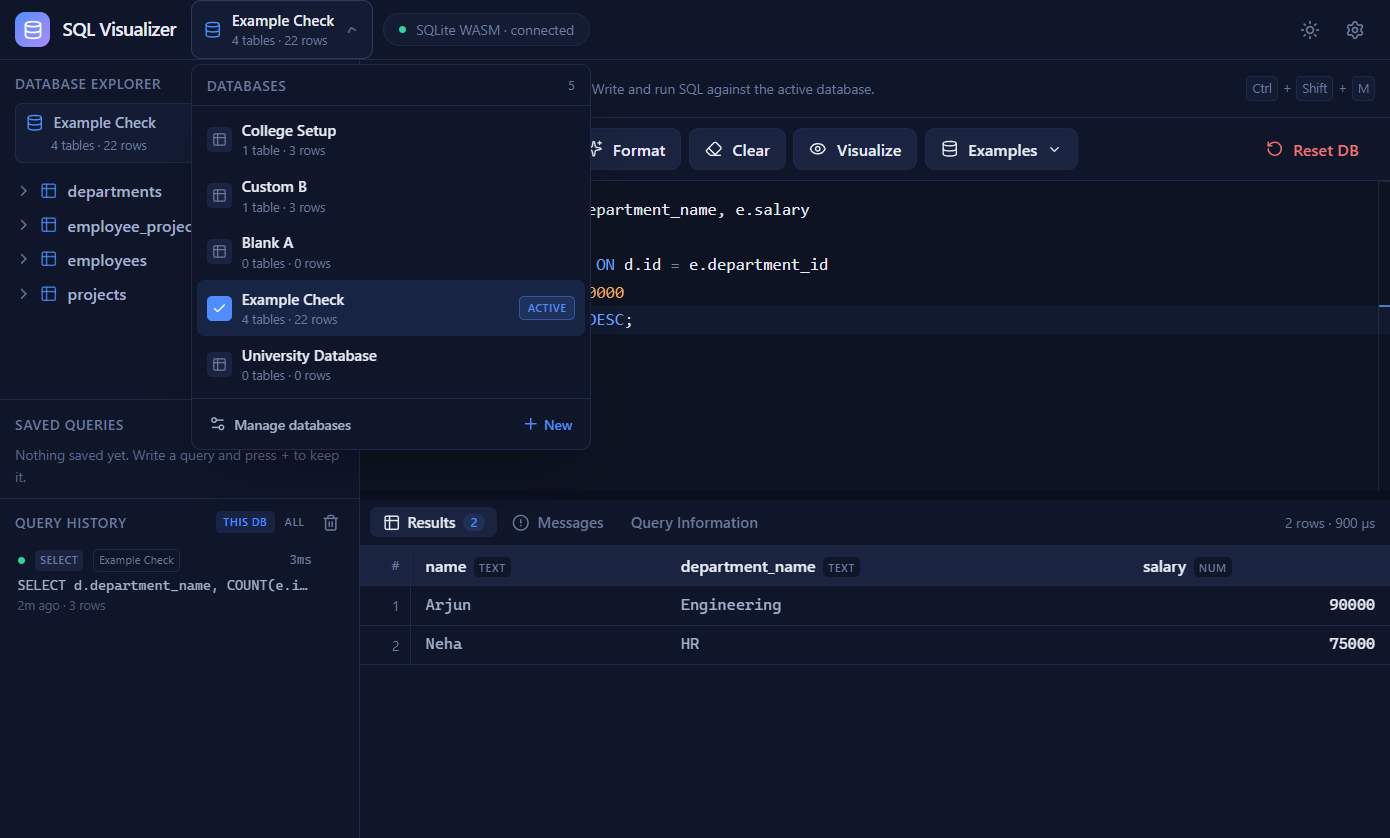 SQL Visualizer
Example Check
4 tables · 22 rows
SQLite WASM · connected
DATABASE EXPLORER
Example Check
4 tables · 22 rows
departments
employee_projec
employees
projects
DATABASES 5
College Setup
1 table · 3 rows
Custom B
1 table · 3 rows
Blank A
0 tables · 0 rows
Example Check
4 tables · 22 rows
ACTIVE
University Database
0 tables · 0 rows
Manage databases
+ New
Write and run SQL against the active database.
Ctrl + Shift + M
Format
Clear
Visualize
Examples
Reset DB
epartment_name, e.salary
ON d.id = e.department_id
0000
DESC;
SAVED QUERIES
Nothing saved yet. Write a query and press + to keep
it.
QUERY HISTORY THIS DB ALL
SELECT Example Check 3ms
SELECT d.department_name, COUNT(e.i…
2m ago · 3 rows
Results 2 Messages Query Information 2 rows · 900 µs
# name TEXT department_name TEXT salary NUM
1 Arjun Engineering 90000
2 Neha HR 75000